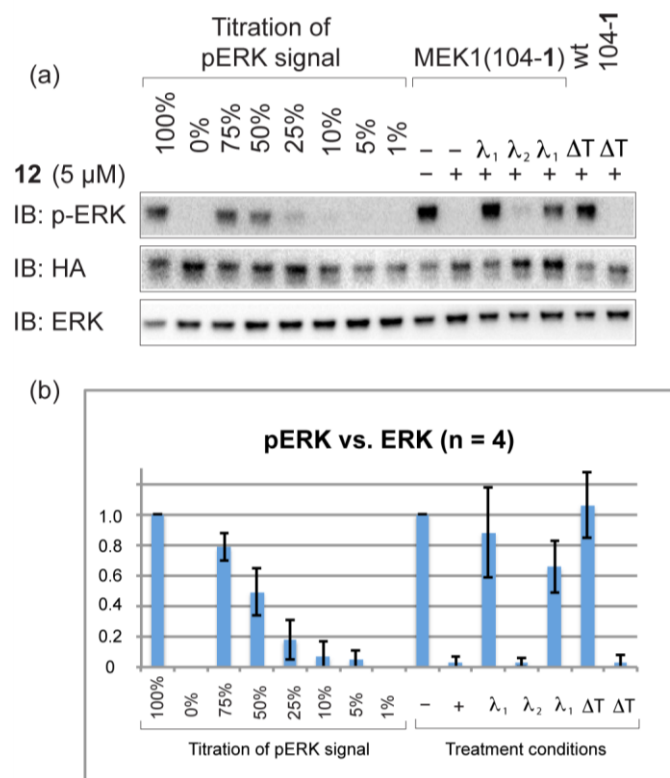 Titration of
pERK signal
MEK1(104-1)
wt
104-1
(a)
100%
0%
75%
50%
25%
10%
5%
1%
– – λ1 λ2 λ1 ΔT ΔT
12 (5 µM) – + + + + + +
IB: p-ERK
IB: HA
IB: ERK
(b)
pERK vs. ERK (n = 4)
1.0
0.8
0.6
0.4
0.2
0
100% 0% 75% 50% 25% 10% 5% 1% – + λ1 λ2 λ1 ΔT ΔT
Titration of pERK signal Treatment conditions